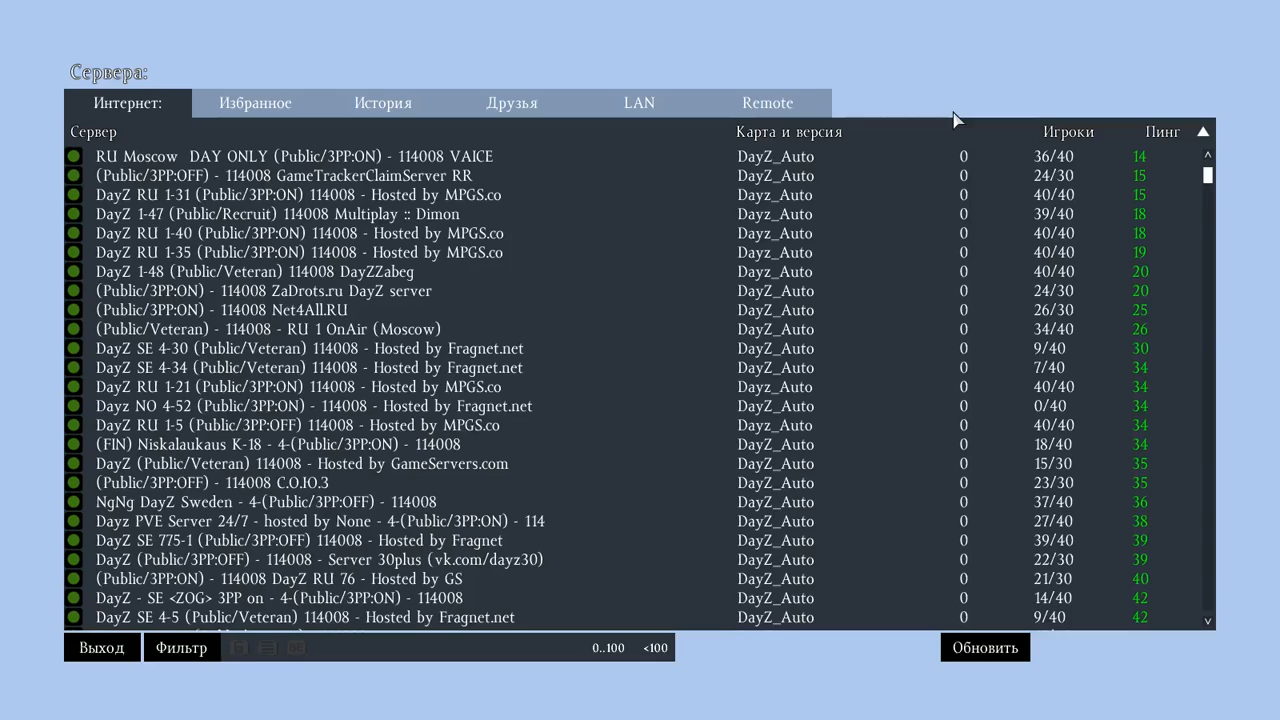 Сервера:
Интернет: Избранное История Друзья LAN Remote
Сервер Карта и версия Игроки Пинг
RU Moscow DAY ONLY (Public/3PP:ON) - 114008 VAICE DayZ_Auto 0 36/40 14
(Public/3PP:OFF) - 114008 GameTrackerClaimServer RR DayZ_Auto 0 24/30 15
DayZ RU 1-31 (Public/3PP:ON) 114008 - Hosted by MPGS.co Dayz_Auto 0 40/40 15
DayZ 1-47 (Public/Recruit) 114008 Multiplay :: Dimon DayZ_Auto 0 39/40 18
DayZ RU 1-40 (Public/3PP:ON) 114008 - Hosted by MPGS.co Dayz_Auto 0 40/40 18
DayZ RU 1-35 (Public/3PP:ON) 114008 - Hosted by MPGS.co DayZ_Auto 0 40/40 19
DayZ 1-48 (Public/Veteran) 114008 DayZZabeg DayZ_Auto 0 40/40 20
(Public/3PP:ON) - 114008 ZaDrots.ru DayZ server DayZ_Auto 0 24/30 20
(Public/3PP:ON) - 114008 Net4All.RU DayZ_Auto 0 26/30 25
(Public/Veteran) - 114008 - RU 1 OnAir (Moscow) DayZ_Auto 0 34/40 26
DayZ SE 4-30 (Public/Veteran) 114008 - Hosted by Fragnet.net DayZ_Auto 0 9/40 30
DayZ SE 4-34 (Public/Veteran) 114008 - Hosted by Fragnet.net DayZ_Auto 0 7/40 34
DayZ RU 1-21 (Public/3PP:ON) 114008 - Hosted by MPGS.co DayZ_Auto 0 40/40 34
Dayz NO 4-52 (Public/3PP:ON) - 114008 - Hosted by Fragnet.net DayZ_Auto 0 0/40 34
DayZ RU 1-5 (Public/3PP:OFF) 114008 - Hosted by MPGS.co DayZ_Auto 0 40/40 34
(FIN) Niskalaukaus K-18 - 4-(Public/3PP:ON) - 114008 DayZ_Auto 0 18/40 34
DayZ (Public/Veteran) 114008 - Hosted by GameServers.com DayZ_Auto 0 15/30 35
(Public/3PP:OFF) - 114008 C.O.Ю.3 DayZ_Auto 0 23/30 35
NgNg DayZ Sweden - 4-(Public/3PP:OFF) - 114008 DayZ_Auto 0 37/40 36
Dayz PVE Server 24/7 - hosted by None - 4-(Public/3PP:ON) - 114 DayZ_Auto 0 27/40 38
DayZ SE 775-1 (Public/3PP:OFF) 114008 - Hosted by Fragnet DayZ_Auto 0 39/40 39
DayZ (Public/3PP:OFF) - 114008 - Server 30plus (vk.com/dayz30) DayZ_Auto 0 22/30 39
(Public/3PP:ON) - 114008 DayZ RU 76 - Hosted by GS DayZ_Auto 0 21/30 40
DayZ - SE <ZOG> 3PP on - 4-(Public/3PP:ON) - 114008 DayZ_Auto 0 14/40 42
DayZ SE 4-5 (Public/Veteran) 114008 - Hosted by Fragnet.net DayZ_Auto 0 9/40 42
Выход Фильтр 0..100 <100 Обновить